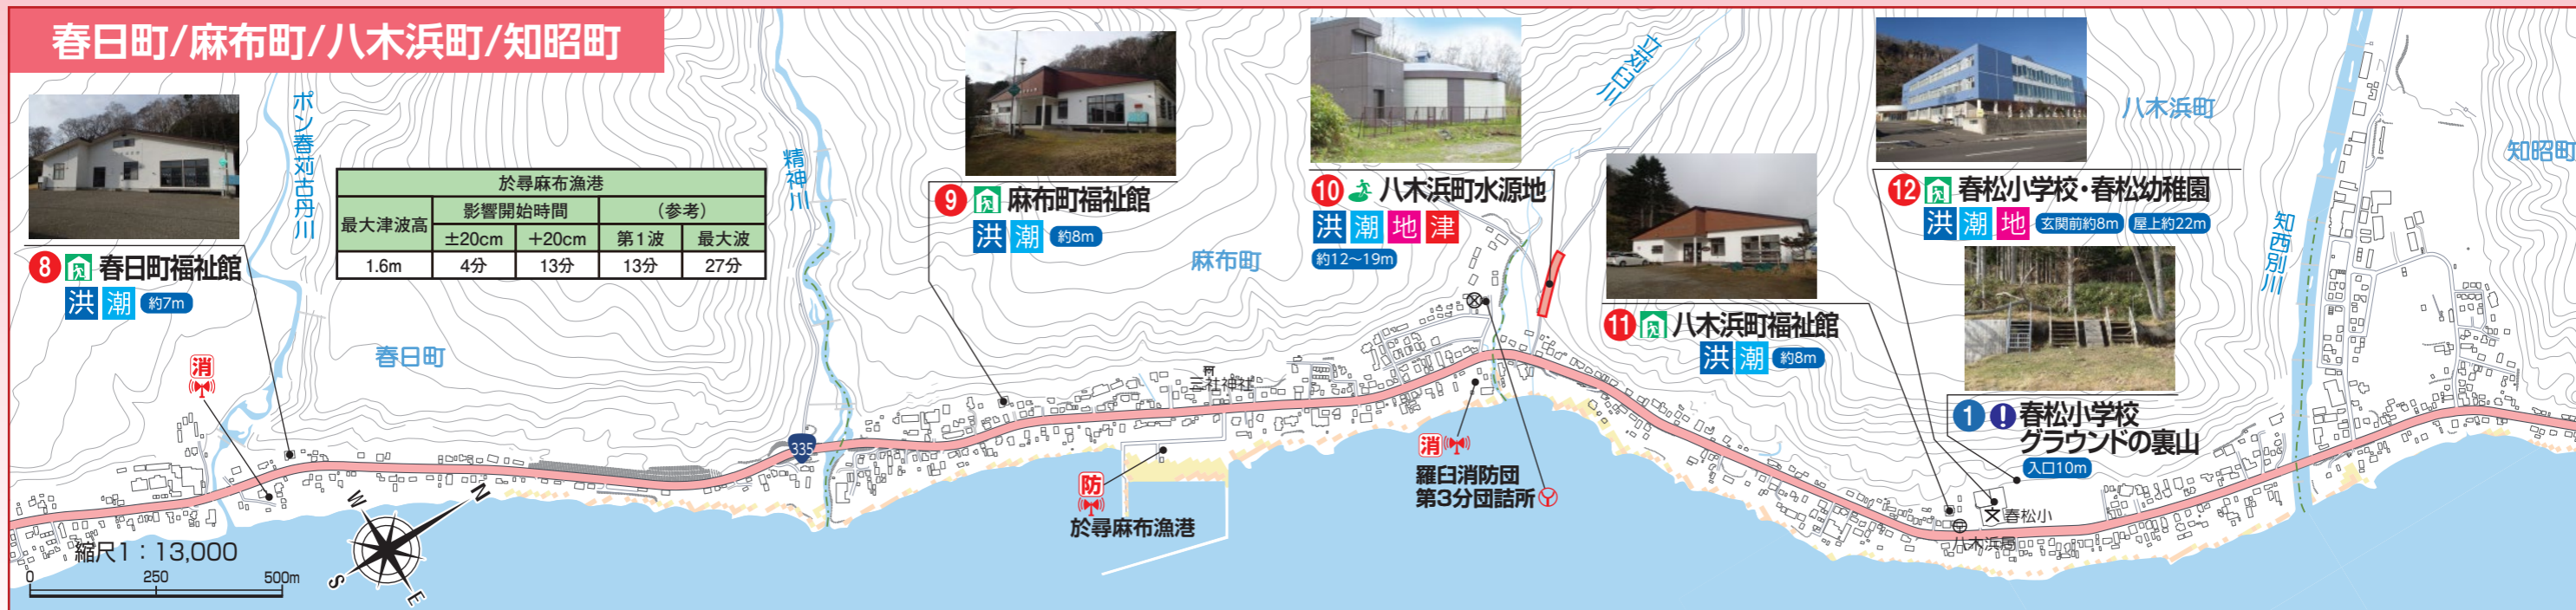 春日町/麻布町/八木浜町/知昭町
ポン春苅古丹川
精神川
立苅臼川
知西別川
八木浜町
知昭町
麻布町
春日町
於尋麻布漁港
最大津波高
影響開始時間
（参考）
±20cm
+20cm
第1波
最大波
1.6m
4分
13分
13分
27分
8 春日町福祉館
洪 潮 約7m
9 麻布町福祉館
洪 潮 約8m
10 八木浜町水源地
洪 潮 地 津
約12〜19m
11 八木浜町福祉館
洪 潮 約8m
12 春松小学校・春松幼稚園
洪 潮 地 玄関前約8m 屋上約22m
1 春松小学校
グラウンドの裏山
入口10m
消
335
三社神社
防
於尋麻布漁港
消
羅臼消防団
第3分団詰所
文 春松小
八木浜局
W
N
S
E
縮尺1：13,000
0
250
500m